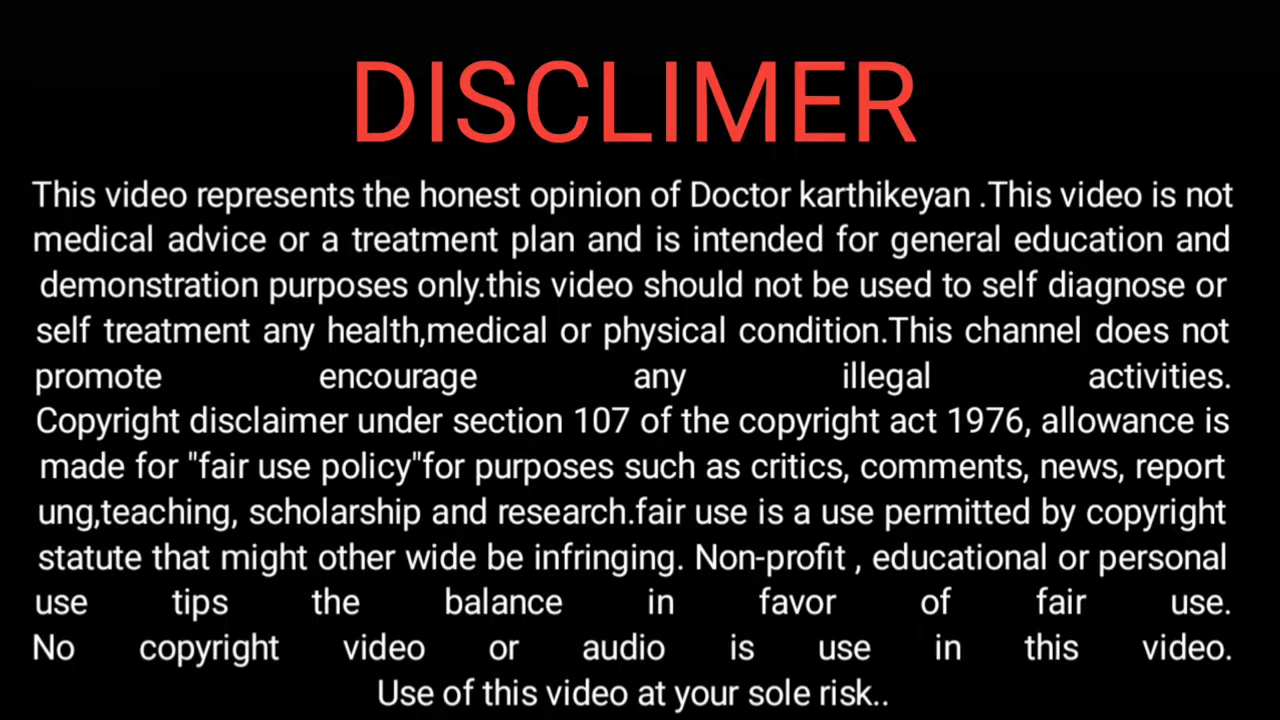 DISCLIMER
This video represents the honest opinion of Doctor karthikeyan .This video is not
medical advice or a treatment plan and is intended for general education and
demonstration purposes only.this video should not be used to self diagnose or
self treatment any health,medical or physical condition.This channel does not
promote encourage any illegal activities.
Copyright disclaimer under section 107 of the copyright act 1976, allowance is
made for "fair use policy"for purposes such as critics, comments, news, report
ung,teaching, scholarship and research.fair use is a use permitted by copyright
statute that might other wide be infringing. Non-profit , educational or personal
use tips the balance in favor of fair use.
No copyright video or audio is use in this video.
Use of this video at your sole risk..